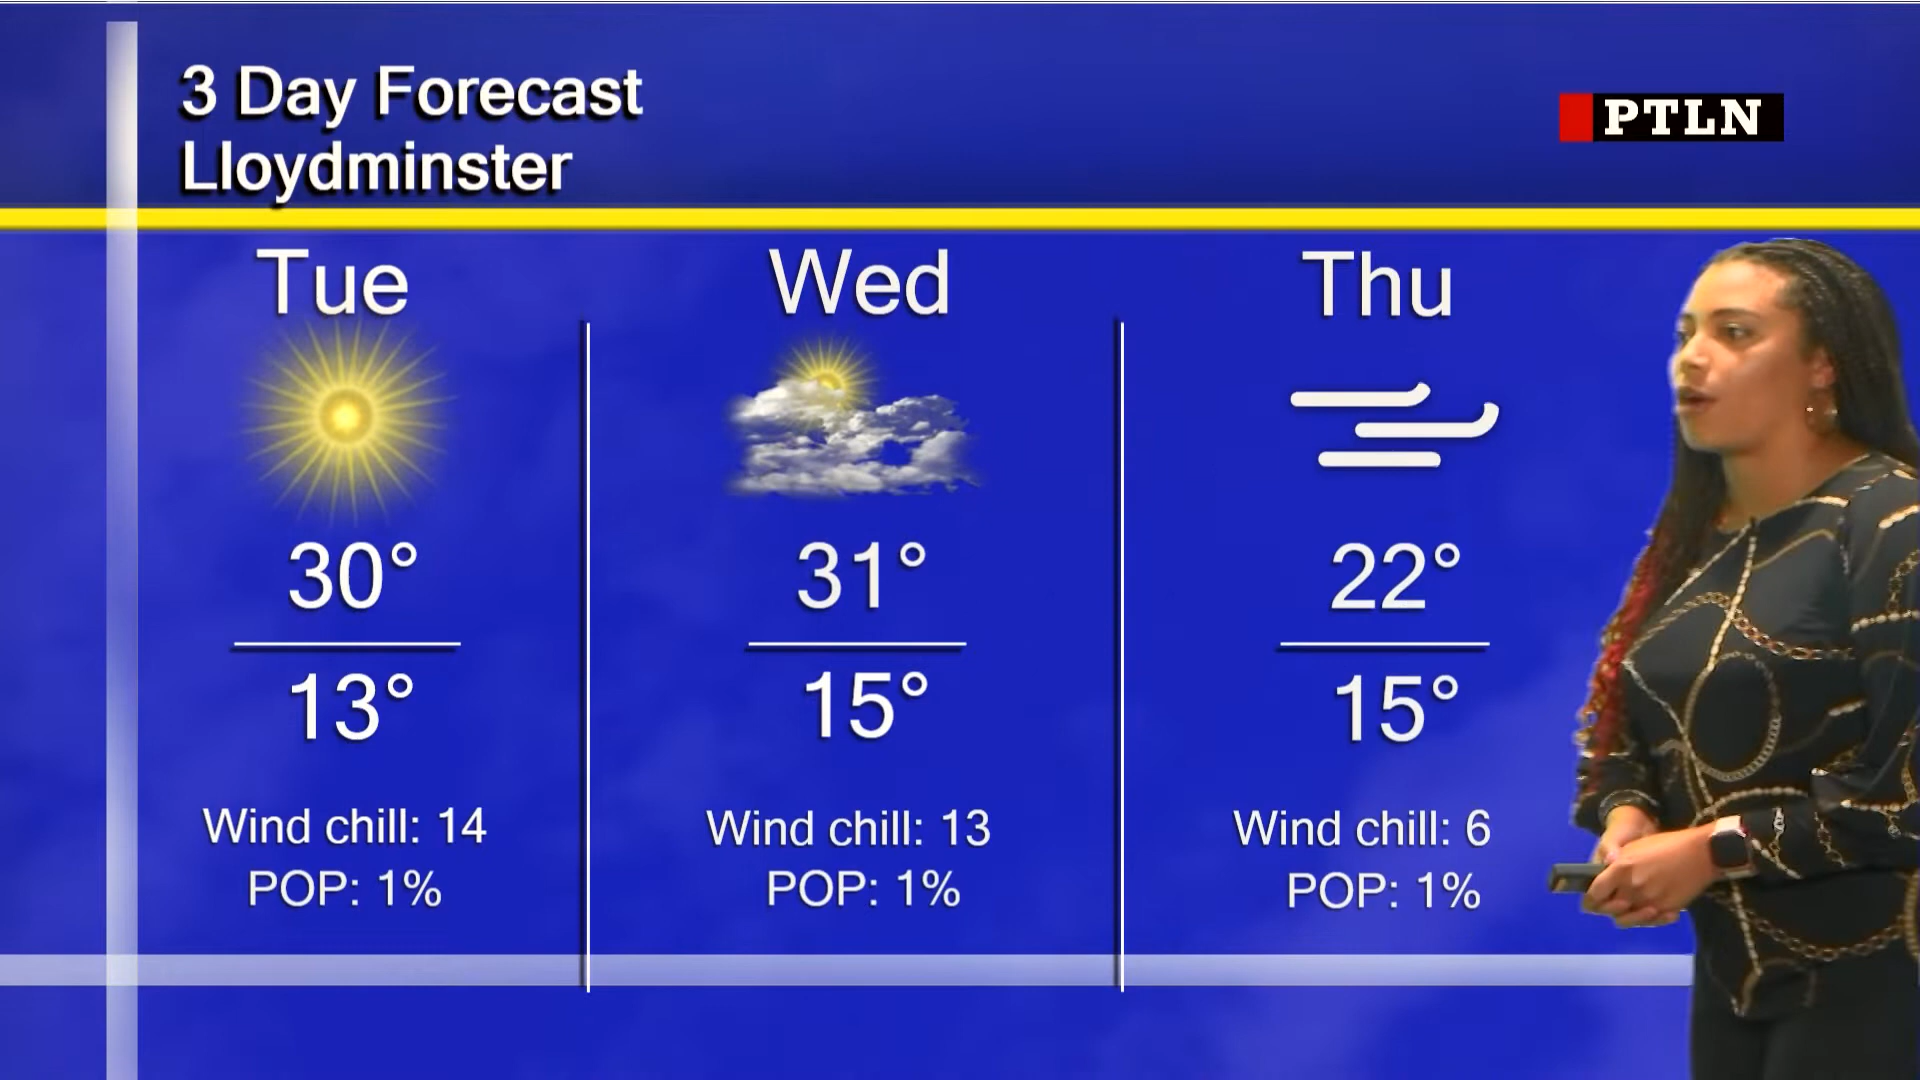 3 Day Forecast
Lloydminster
PTLN
Tue
Wed
Thu
30°
31°
22°
13°
15°
15°
Wind chill: 14
Wind chill: 13
Wind chill: 6
POP: 1%
POP: 1%
POP: 1%